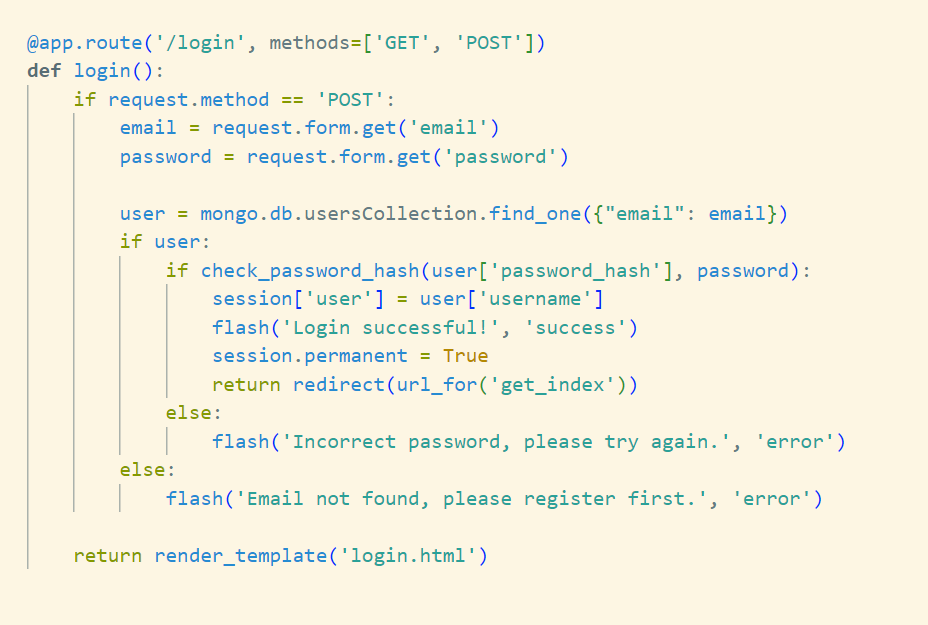 @app.route('/login', methods=['GET', 'POST'])
def login():
    if request.method == 'POST':
        email = request.form.get('email')
        password = request.form.get('password')

        user = mongo.db.usersCollection.find_one({"email": email})
        if user:
            if check_password_hash(user['password_hash'], password):
                session['user'] = user['username']
                flash('Login successful!', 'success')
                session.permanent = True
                return redirect(url_for('get_index'))
            else:
                flash('Incorrect password, please try again.', 'error')
        else:
            flash('Email not found, please register first.', 'error')

    return render_template('login.html')